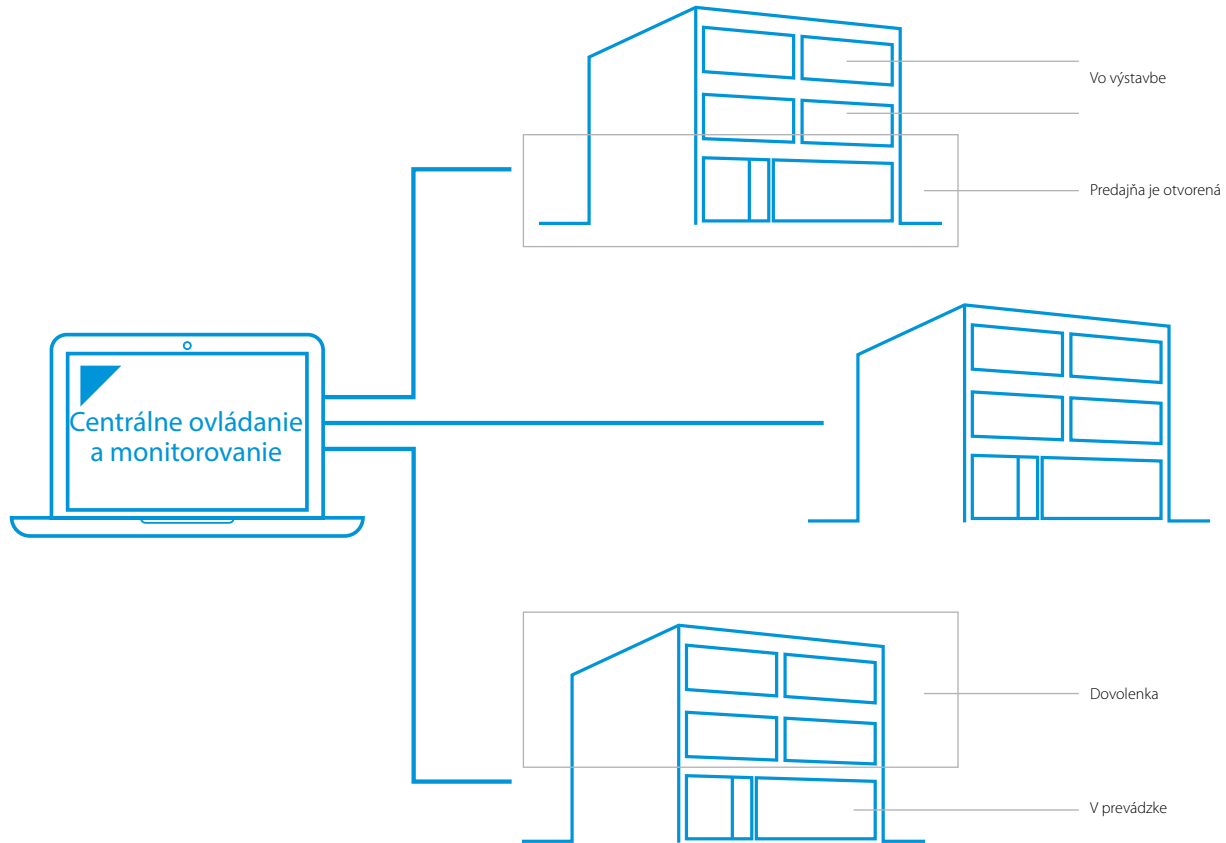 Vo výstavbe
Predajňa je otvorená
Centrálne ovládanie
a monitorovanie
Dovolenka
V prevádzke